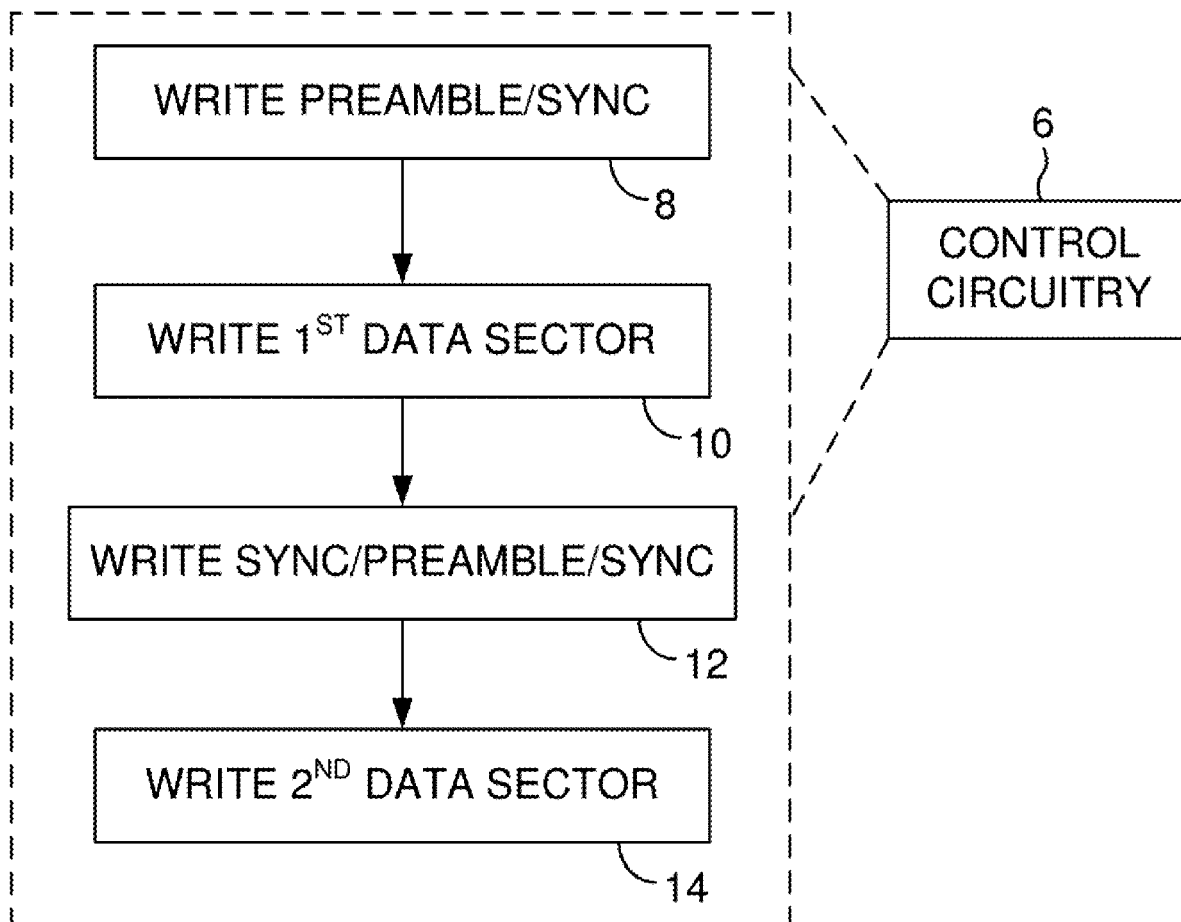 WRITE PREAMBLE/SYNC
8
6
CONTROL
CIRCUITRY
WRITE 1ST DATA SECTOR
10
WRITE SYNC/PREAMBLE/SYNC
12
WRITE 2ND DATA SECTOR
14